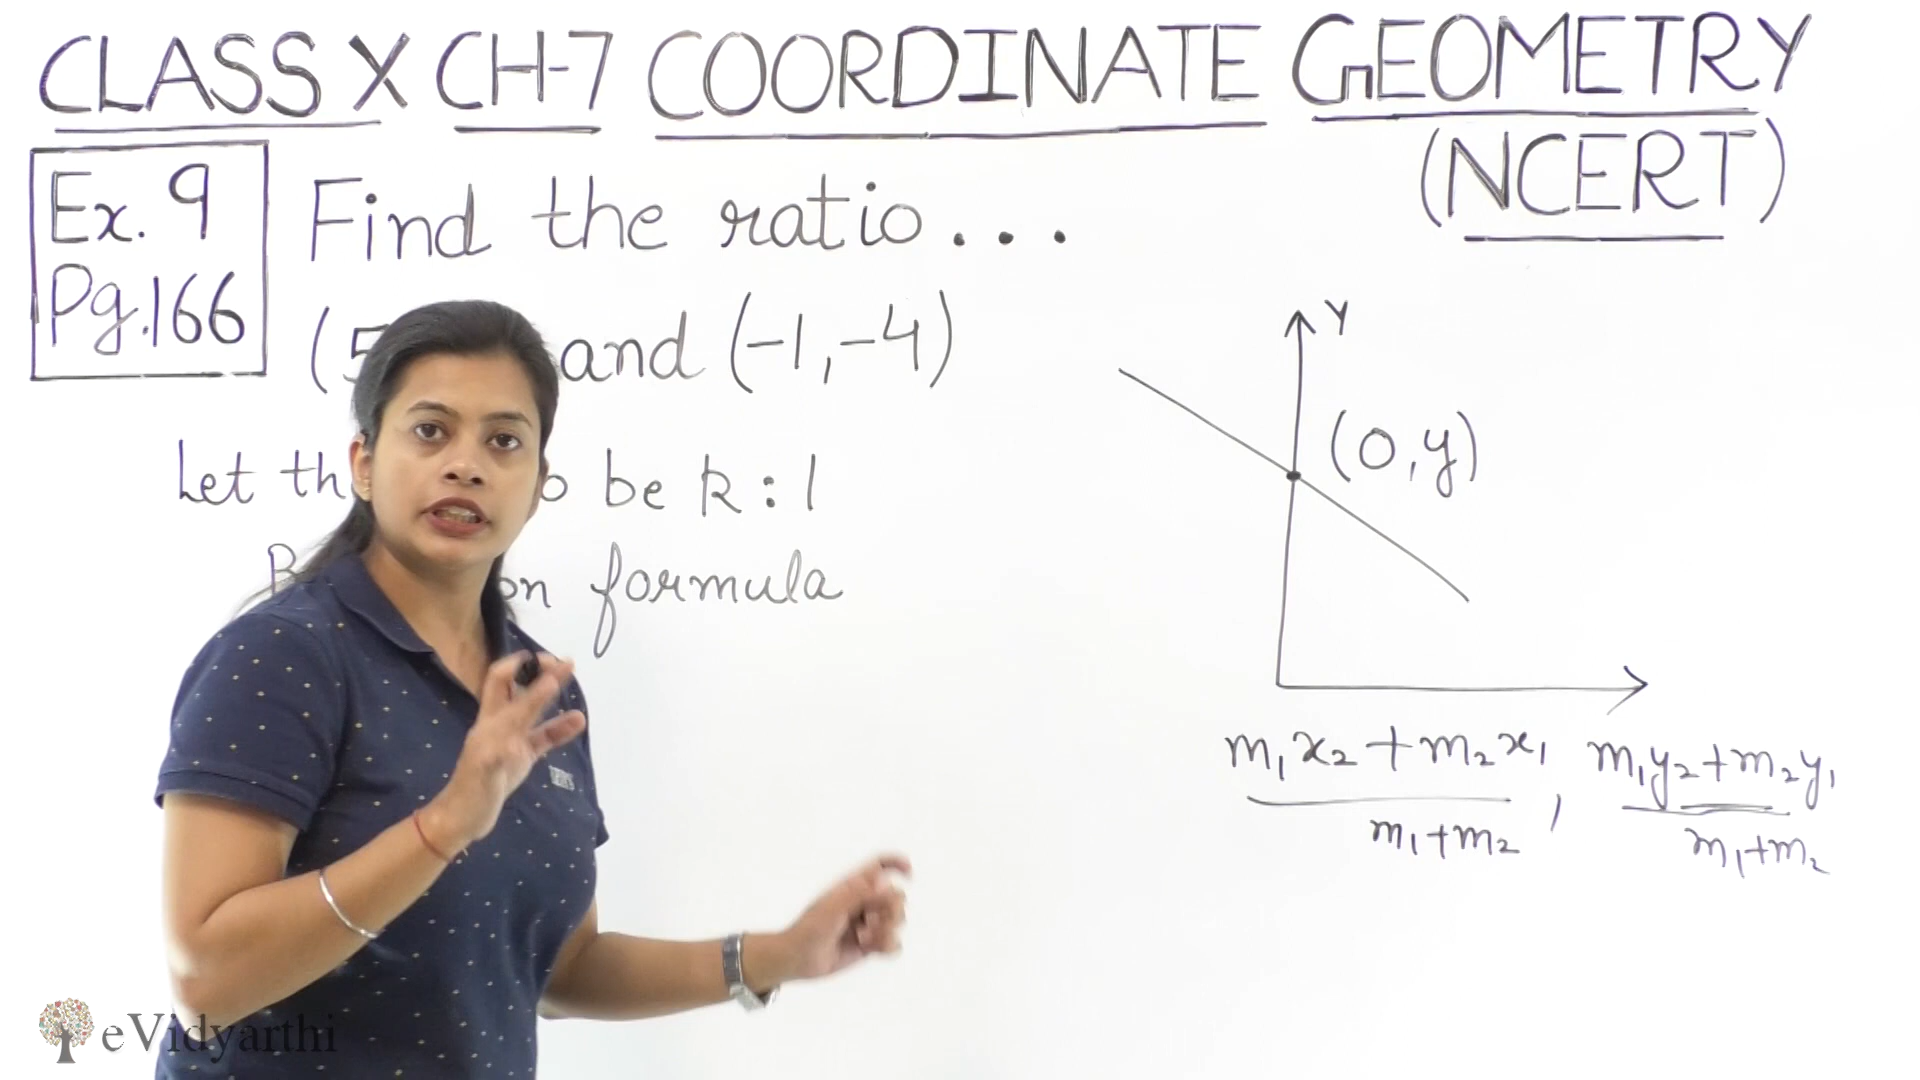 CLASS X CH-7 COORDINATE GEOMETRY
(NCERT)
Ex. 9
Pg.166
Find the ratio...
(5 and (-1,-4)
Let be k:1
formula
Y
(0,y)
m₁x₂+m₂x₁ , m₁y₂+m₂y₁
m₁+m₂ m₁+m₂
eVidyarthi